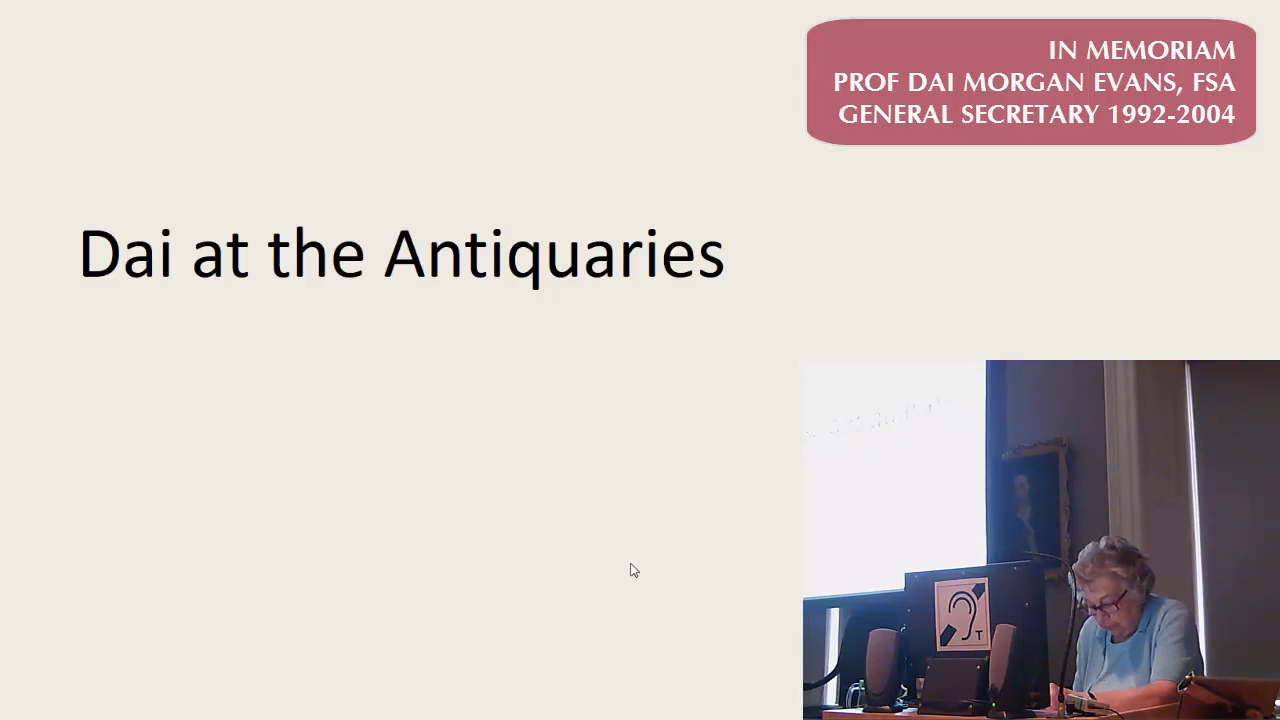 IN MEMORIAM
PROF DAI MORGAN EVANS, FSA
GENERAL SECRETARY 1992-2004
Dai at the Antiquaries
T